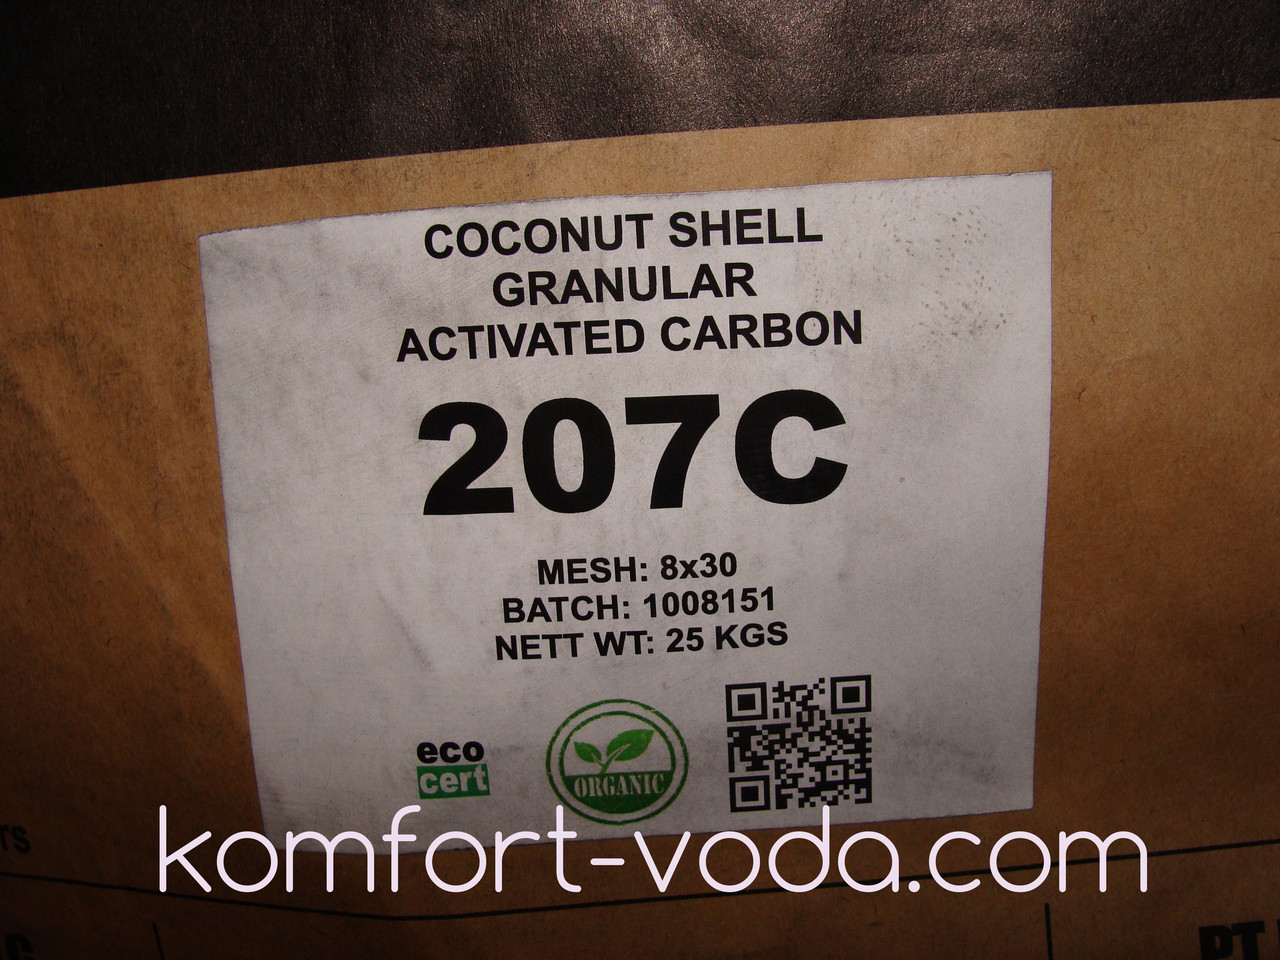 COCONUT SHELL
GRANULAR
ACTIVATED CARBON
207C
MESH: 8x30
BATCH: 1008151
NETT WT: 25 KGS
eco
cert
ORGANIC
komfort-voda.com
PT